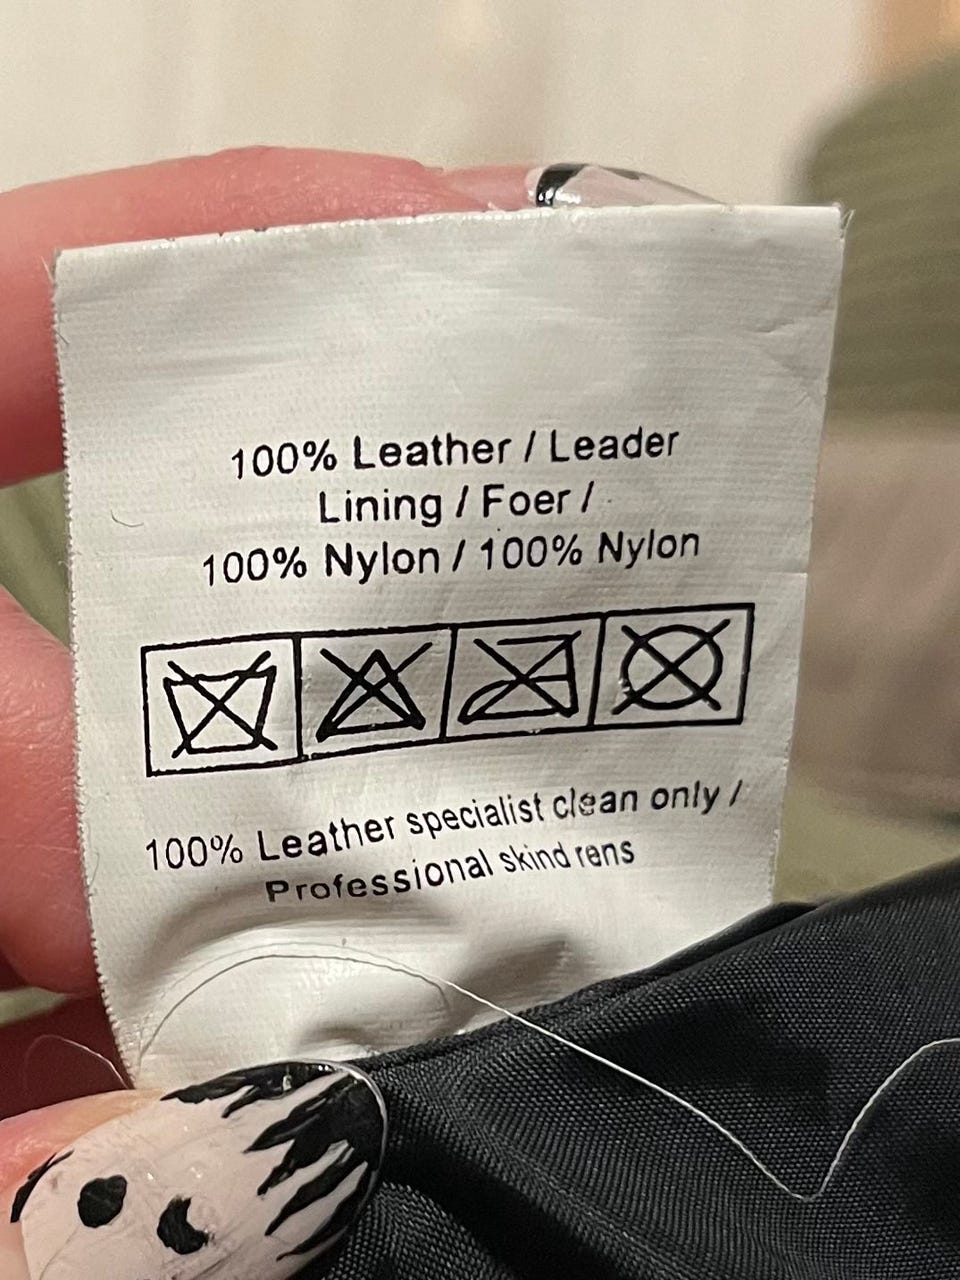 100% Leather / Leader
Lining / Foer /
100% Nylon / 100% Nylon
100% Leather specialist clean only /
Professional skind rens